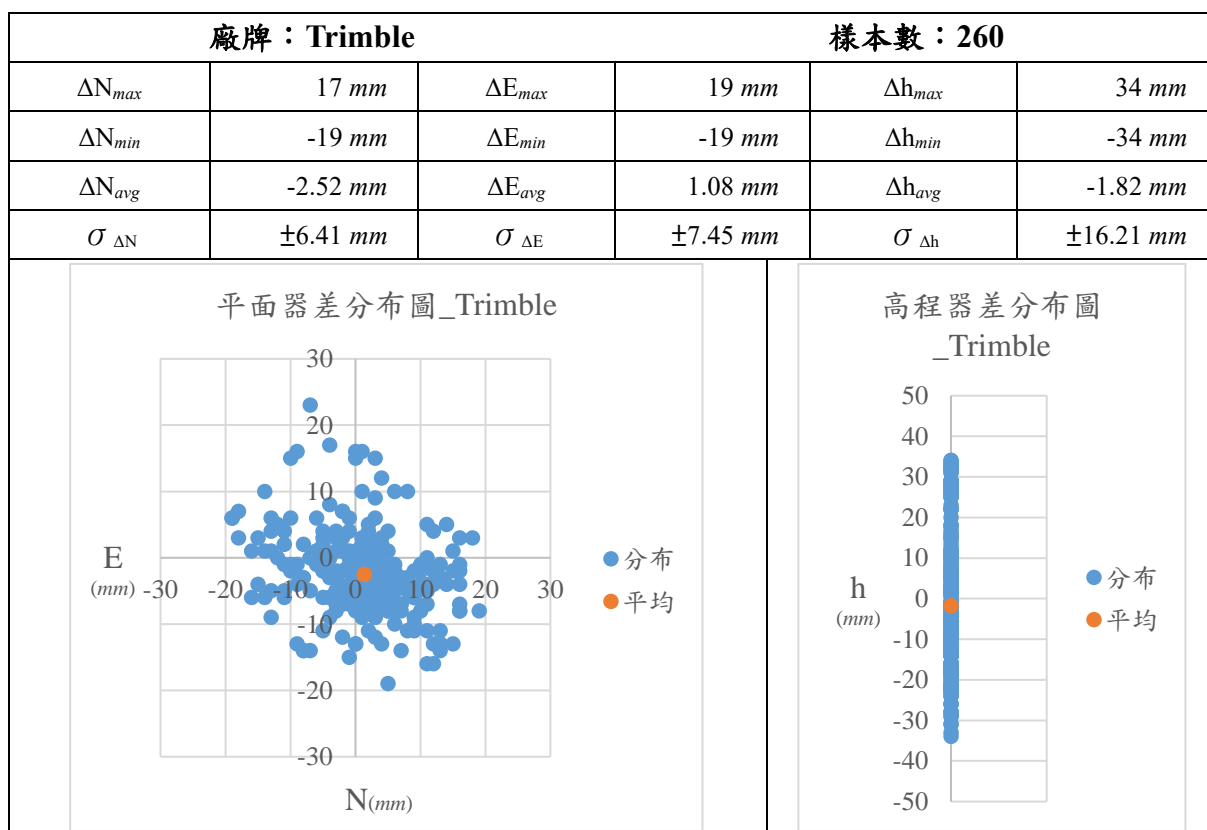 廠牌：Trimble 樣本數：260
ΔNmax 17 mm ΔEmax 19 mm Δhmax 34 mm
ΔNmin -19 mm ΔEmin -19 mm Δhmin -34 mm
ΔNavg -2.52 mm ΔEavg 1.08 mm Δhavg -1.82 mm
σ ΔN ±6.41 mm σ ΔE ±7.45 mm σ Δh ±16.21 mm
平面器差分布圖_Trimble
30
20
10
0
-10
-20
-30
-30 -20 -10 0 10 20 30
E
(mm)
N(mm)
分布
平均
高程器差分布圖
_Trimble
50
40
30
20
10
0
-10
-20
-30
-40
-50
h
(mm)
分布
平均